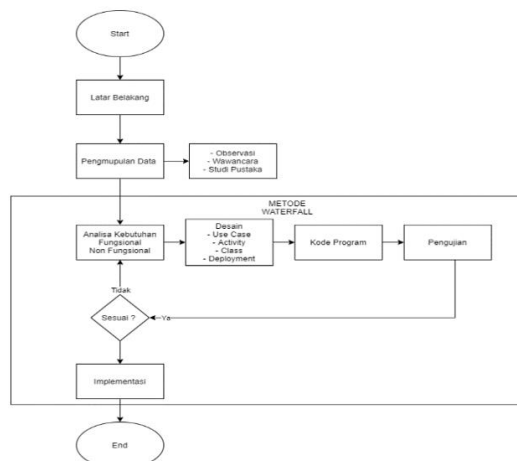 Start
Latar Belakang
Pengmupulan Data
- Observasi
- Wawancara
- Studi Pustaka
METODE
WATERFALL
Analisa Kebutuhan
Fungsional
Non Fungsional
Desain
- Use Case
- Activity
- Class
- Deployment
Kode Program
Pengujian
Tidak
Sesuai ?
Ya
Implementasi
End